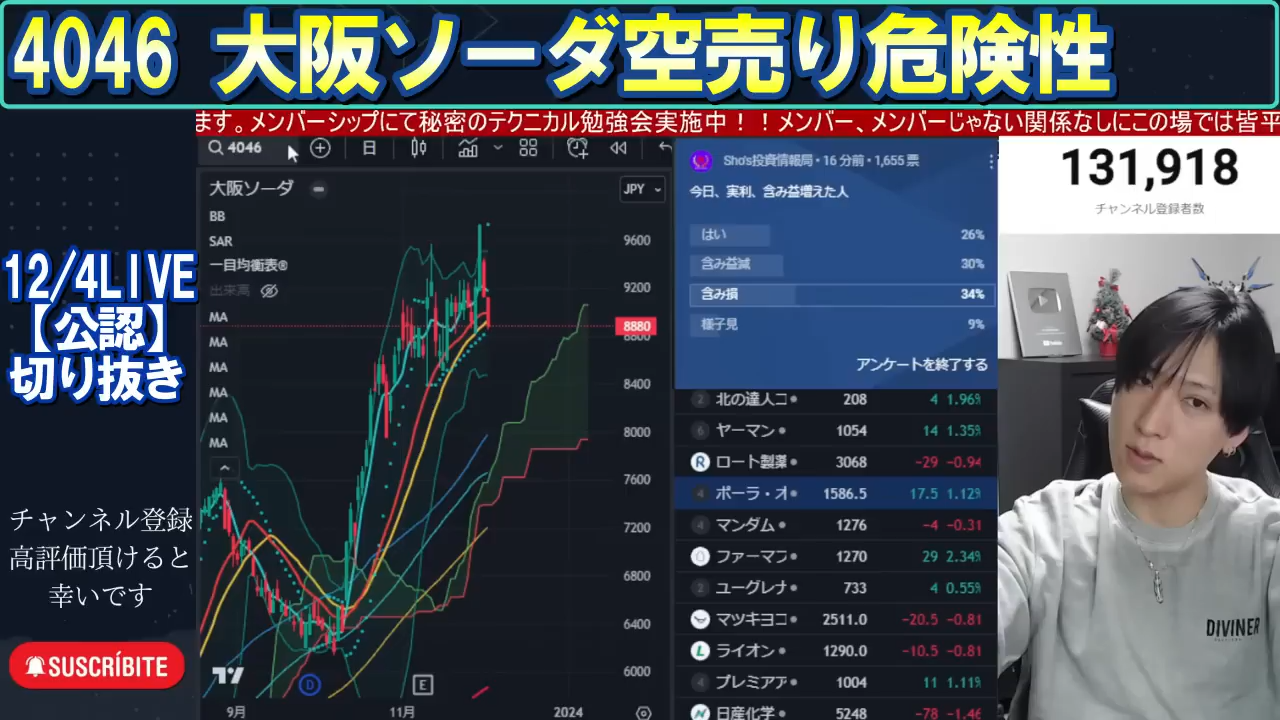 4046 大阪ソーダ空売り危険性
ます。メンバーシップにて秘密のテクニカル勉強会実施中！！メンバー、メンバーじゃない関係なしにこの場では皆平
12/4LIVE
【公認】
切り抜き
チャンネル登録
高評価頂けると
幸いです
SUSCRÍBITE
4046
日
大阪ソーダ
JPY
BB
SAR
一目均衡表
出来高
MA
MA
MA
MA
MA
MA
9600
9200
8880
8800
8400
8000
7600
7200
6800
6400
6000
D
E
9月
11月
2024
Sho's投資情報局・16 分前・1,655 票
今日、実利、含み益増えた人
はい 26%
含み益減 30%
含み損 34%
様子見 9%
アンケートを終了する
2 北の達人コ 208 4 1.96%
6 ヤーマン 1054 14 1.35%
R ロート製薬 3068 -29 -0.94
4 ポーラ・オ 1586.5 17.5 1.12%
4 マンダム 1276 -4 -0.31
ファーマフ 1270 29 2.34%
2 ユーグレナ 733 4 0.55%
マツキヨコ 2511.0 -20.5 -0.81
L ライオン 1290.0 -10.5 -0.81
4 プレミアア 1004 11 1.11%
日産化学 5248 -78 -1.46
131,918
チャンネル登録者数
DIVINER